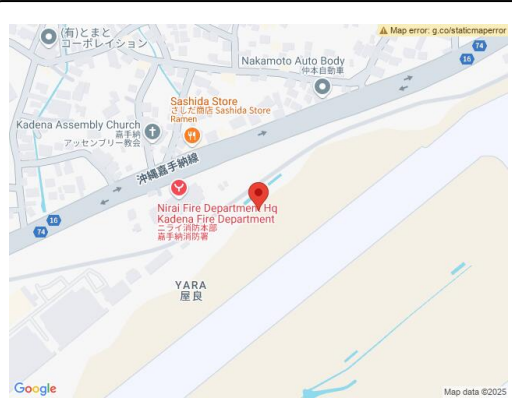 (有)とまと
コーポレイション
Map error: g.co/staticmaperror
74
16
Nakamoto Auto Body
仲本自動車
Sashida Store
さしだ商店 Sashida Store
Ramen
Kadena Assembly Church
嘉手納
アッセンブリー教会
沖縄嘉手納線
Nirai Fire Department Hq
Kadena Fire Department
ニライ消防本部
嘉手納消防署
16
74
YARA
屋良
Google
Map data ©2025